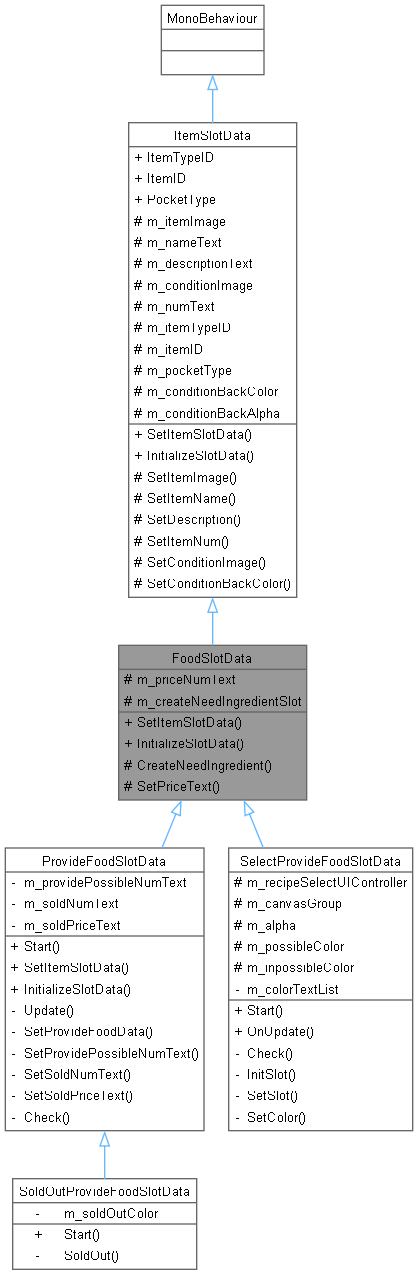 MonoBehaviour
ItemSlotData
+ ItemTypeID
+ ItemID
+ PocketType
# m_itemImage
# m_nameText
# m_descriptionText
# m_conditionImage
# m_numText
# m_itemTypeID
# m_itemID
# m_pocketType
# m_conditionBackColor
# m_conditionBackAlpha
+ SetItemSlotData()
+ InitializeSlotData()
# SetItemImage()
# SetItemName()
# SetDescription()
# SetItemNum()
# SetConditionImage()
# SetConditionBackColor()
FoodSlotData
# m_priceNumText
# m_createNeedIngredientSlot
+ SetItemSlotData()
+ InitializeSlotData()
# CreateNeedIngredient()
# SetPriceText()
ProvideFoodSlotData
- m_providePossibleNumText
- m_soldNumText
- m_soldPriceText
+ Start()
+ SetItemSlotData()
+ InitializeSlotData()
- Update()
- SetProvideFoodData()
- SetProvidePossibleNumText()
- SetSoldNumText()
- SetSoldPriceText()
- Check()
SelectProvideFoodSlotData
# m_recipeSelectUIController
# m_canvasGroup
# m_alpha
# m_possibleColor
# m_inpossibleColor
- m_colorTextList
+ Start()
+ OnUpdate()
- Check()
- InitSlot()
- SetSlot()
- SetColor()
SoldOutProvideFoodSlotData
- m_soldOutColor
+ Start()
- SoldOut()